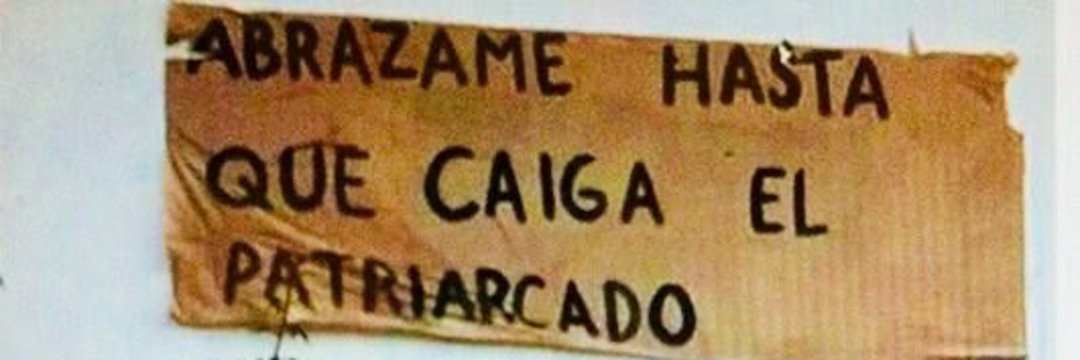 ABRAZAME HASTA
QUE CAIGA EL
PATRIARCADO